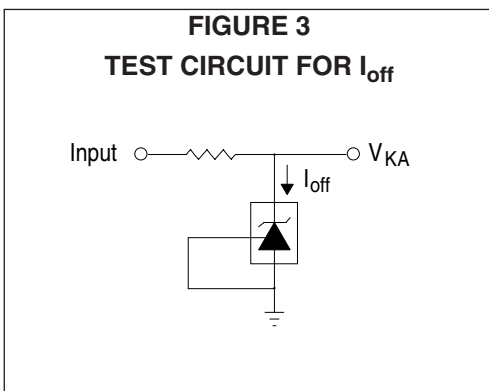 FIGURE 3
TEST CIRCUIT FOR Ioff
Input
VKA
Ioff